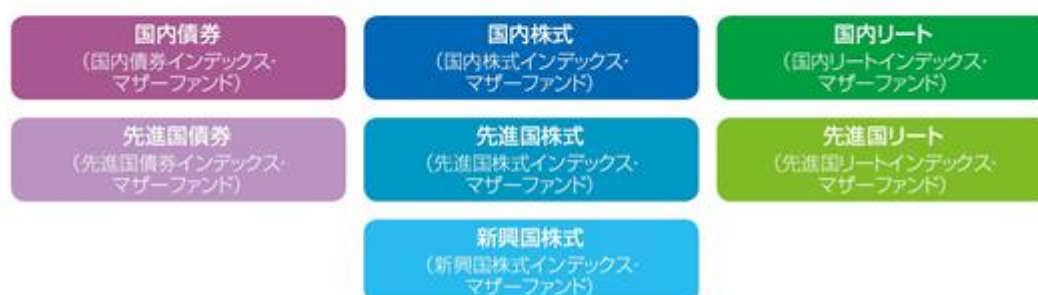 国内債券
(国内債券インデックス・
マザーファンド)
国内株式
(国内株式インデックス・
マザーファンド)
国内リート
(国内リートインデックス・
マザーファンド)
先進国債券
(先進国債券インデックス・
マザーファンド)
先進国株式
(先進国株式インデックス・
マザーファンド)
先進国リート
(先進国リートインデックス・
マザーファンド)
新興国株式
(新興国株式インデックス・
マザーファンド)